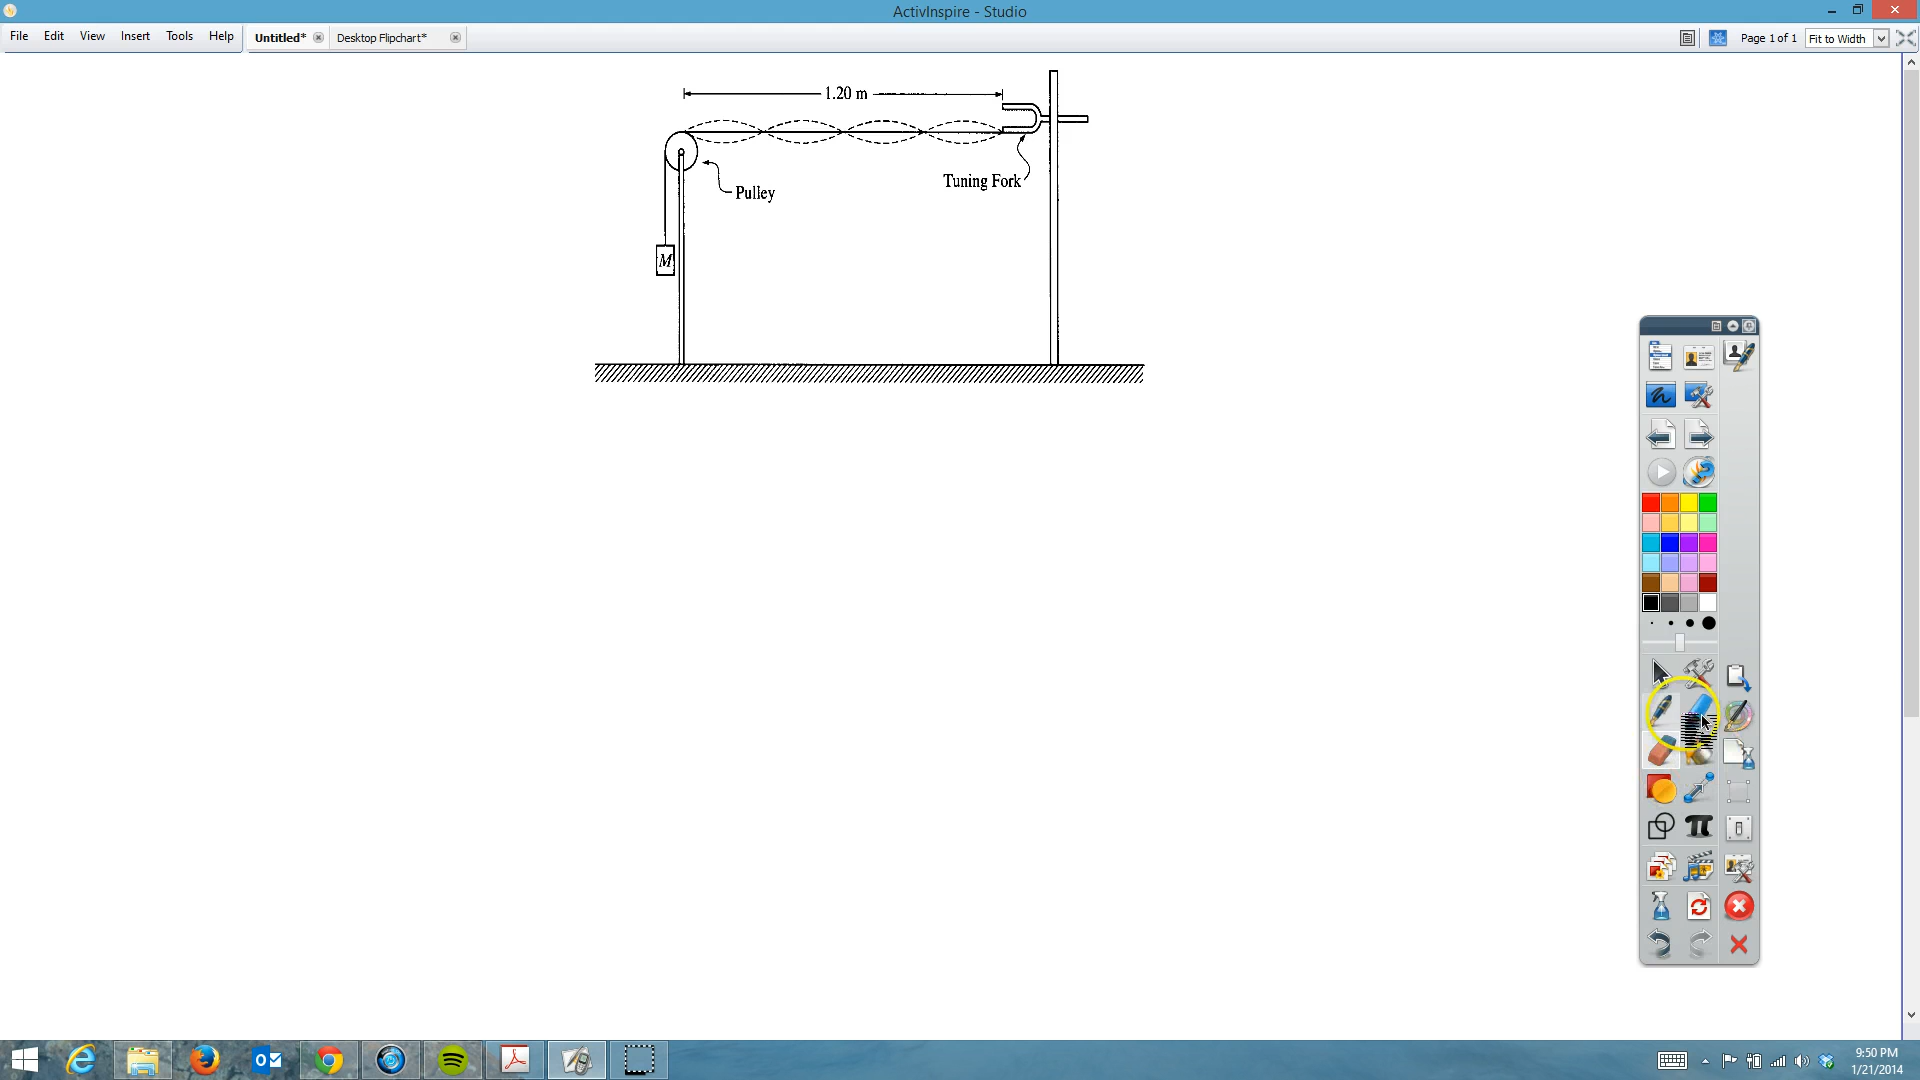 ActivInspire - Studio
File Edit View Insert Tools Help
Untitled* Desktop Flipchart*
Page 1 of 1 Fit to Width
1.20 m
Tuning Fork
Pulley
M
9:50 PM
1/21/2014